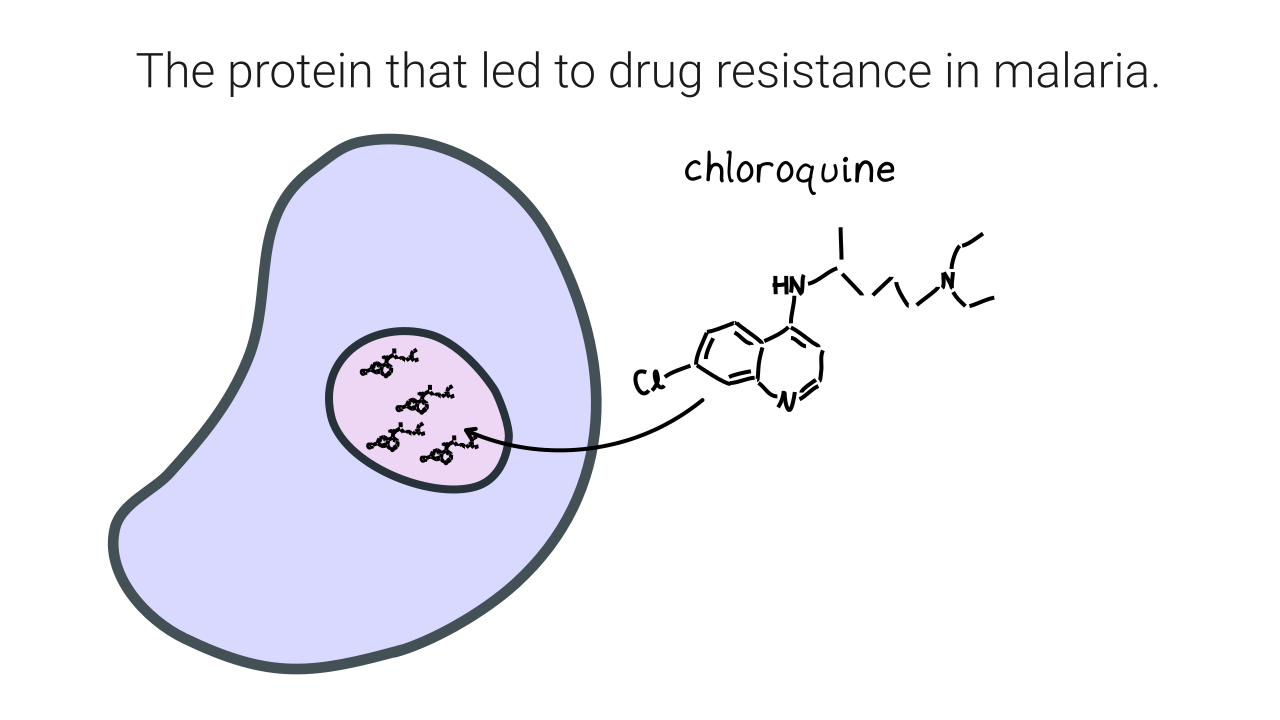 The protein that led to drug resistance in malaria.
chloroquine
HN
N
Cl
N